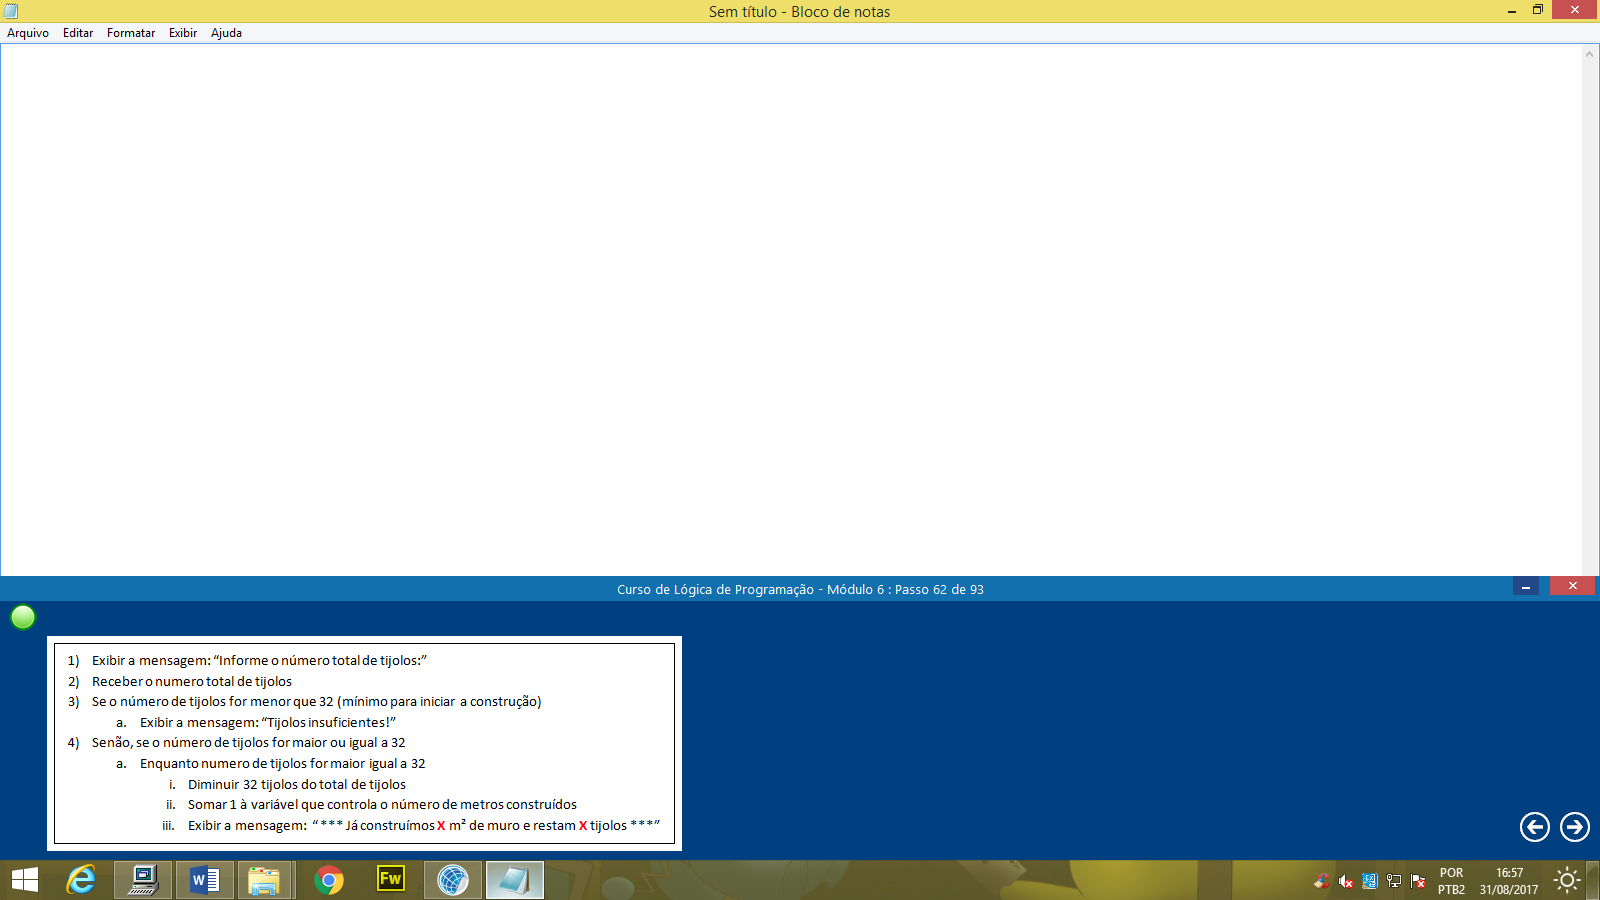 Sem título - Bloco de notas
Arquivo Editar Formatar Exibir Ajuda
Curso de Lógica de Programação - Módulo 6 : Passo 62 de 93
1) Exibir a mensagem: “Informe o número total de tijolos:”
2) Receber o numero total de tijolos
3) Se o número de tijolos for menor que 32 (mínimo para iniciar a construção)
a. Exibir a mensagem: “Tijolos insuficientes!”
4) Senão, se o número de tijolos for maior ou igual a 32
a. Enquanto numero de tijolos for maior igual a 32
i. Diminuir 32 tijolos do total de tijolos
ii. Somar 1 à variável que controla o número de metros construídos
iii. Exibir a mensagem: “ *** Já construímos X m² de muro e restam X tijolos ***”
W
Fw
POR
PTB2
16:57
31/08/2017